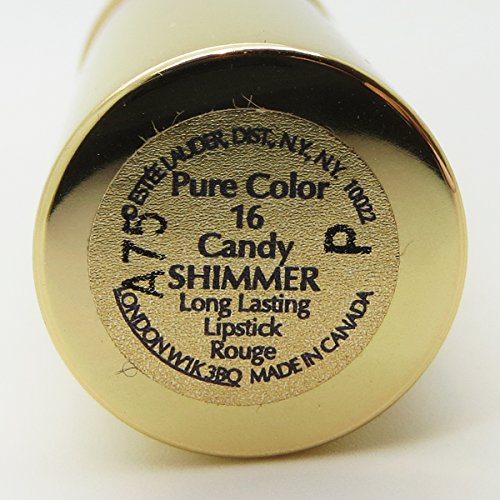 ©ESTĒE LAUDER, DIST, N.Y., N.Y. 10022
Pure Color
16
Candy
SHIMMER
Long Lasting
Lipstick
Rouge
LONDON W1K 3BQ MADE IN CANADA
A75
P